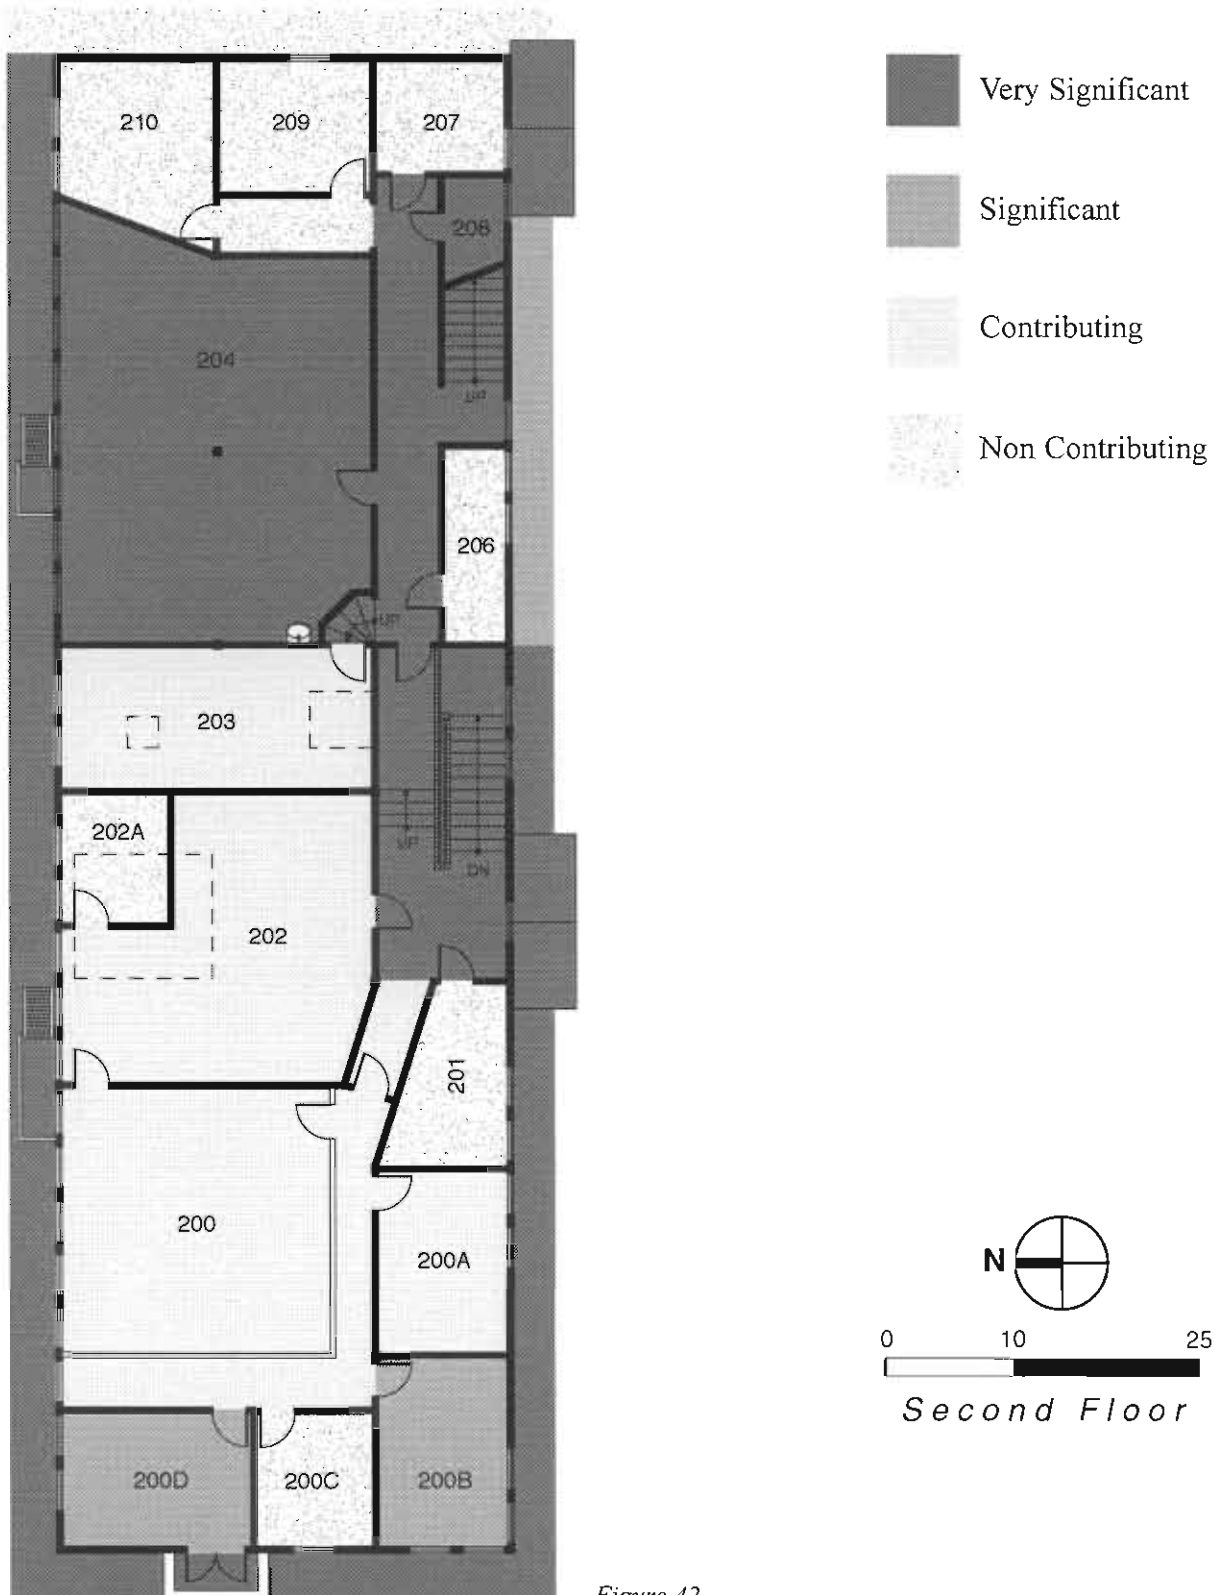 210
209
207
208
204
UP
206
UP
203
202A
UP
DN
202
201
200
200A
200D
200C
200B
Very Significant
Significant
Contributing
Non Contributing
N
0 10 25
Second Floor
Figure 42